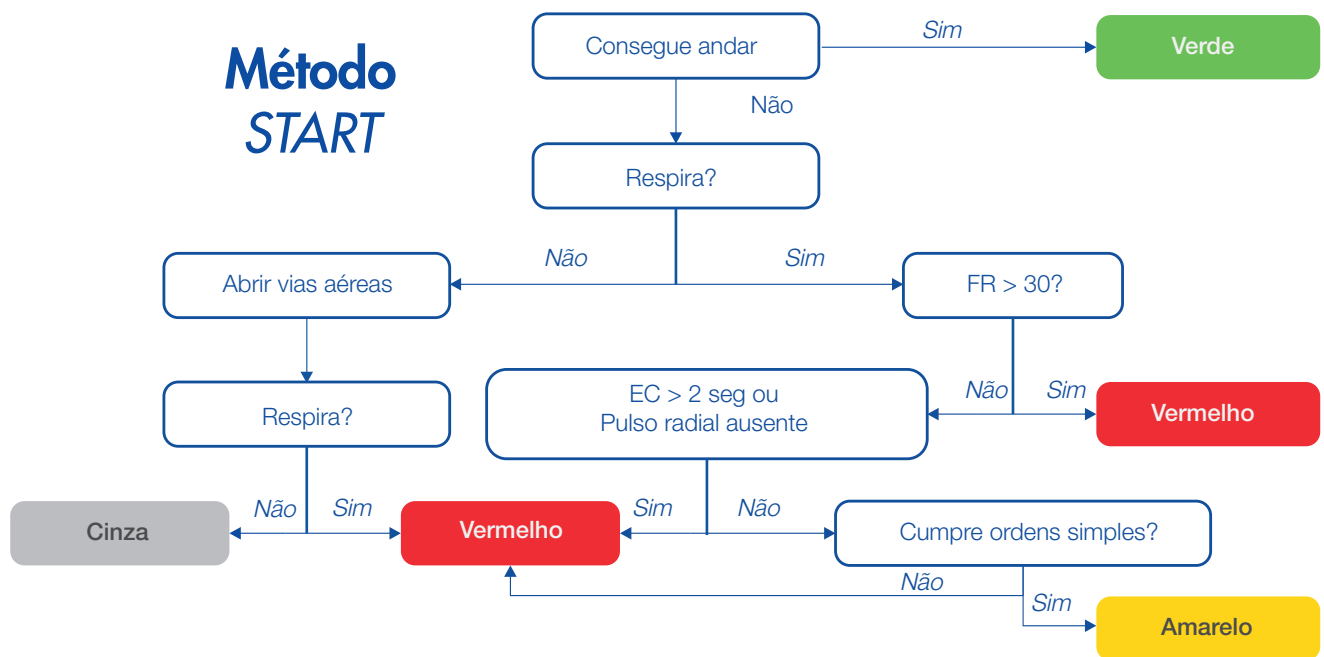 Método
START
Consegue andar
Sim
Verde
Não
Respira?
Não
Sim
Abrir vias aéreas
FR > 30?
Respira?
EC > 2 seg ou
Pulso radial ausente
Não
Sim
Vermelho
Não
Sim
Cinza
Vermelho
Sim
Não
Cumpre ordens simples?
Não
Sim
Amarelo